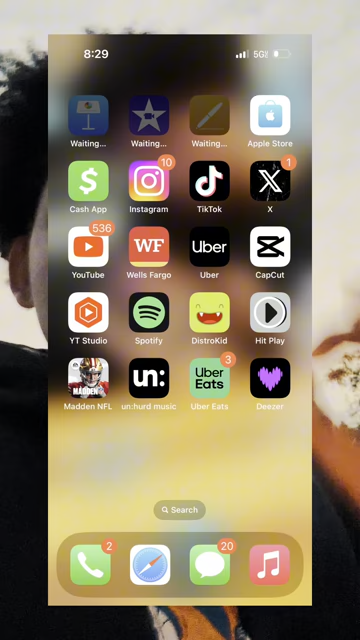 8:29 5G
Waiting... Waiting... Waiting... Apple Store
10 1
$
Cash App Instagram TikTok X
536
WF Uber
YouTube Wells Fargo Uber CapCut
YT Studio Spotify DistroKid Hit Play
3
MADDEN un: Uber
Eats
Madden NFL un:hurd music Uber Eats Deezer
Search
2 20